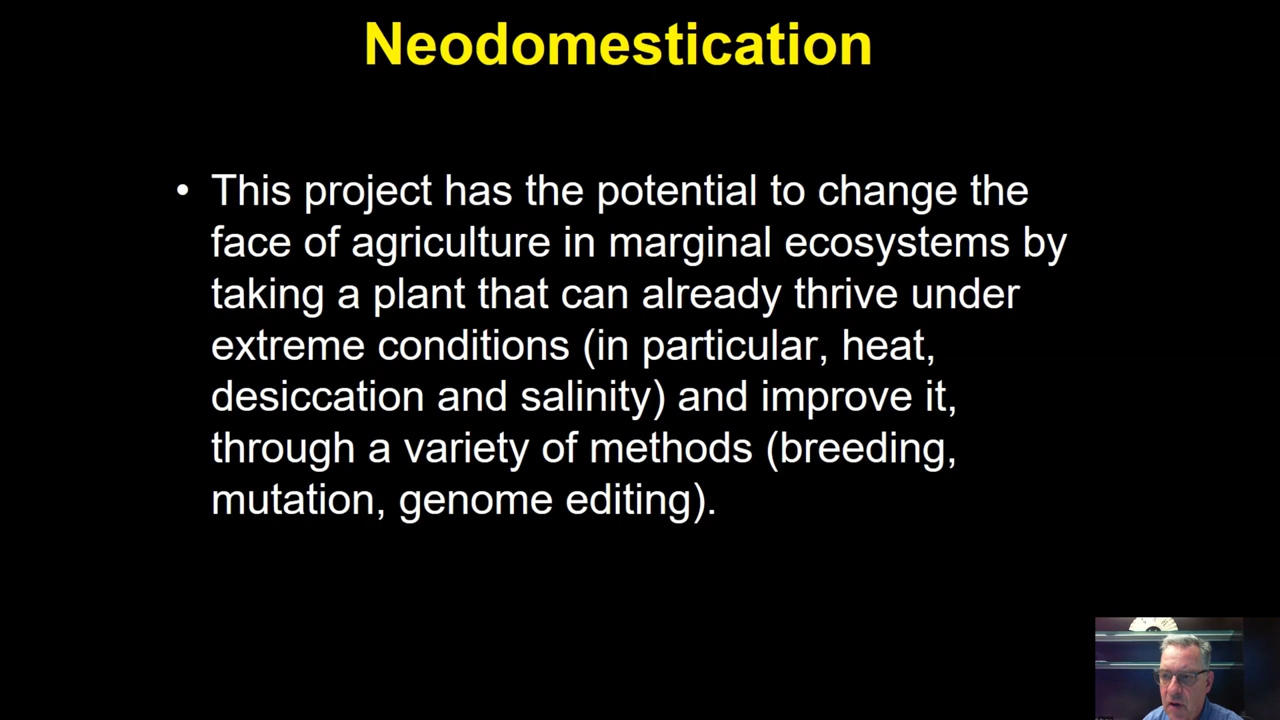 Neodomestication
• This project has the potential to change the
face of agriculture in marginal ecosystems by
taking a plant that can already thrive under
extreme conditions (in particular, heat,
desiccation and salinity) and improve it,
through a variety of methods (breeding,
mutation, genome editing).